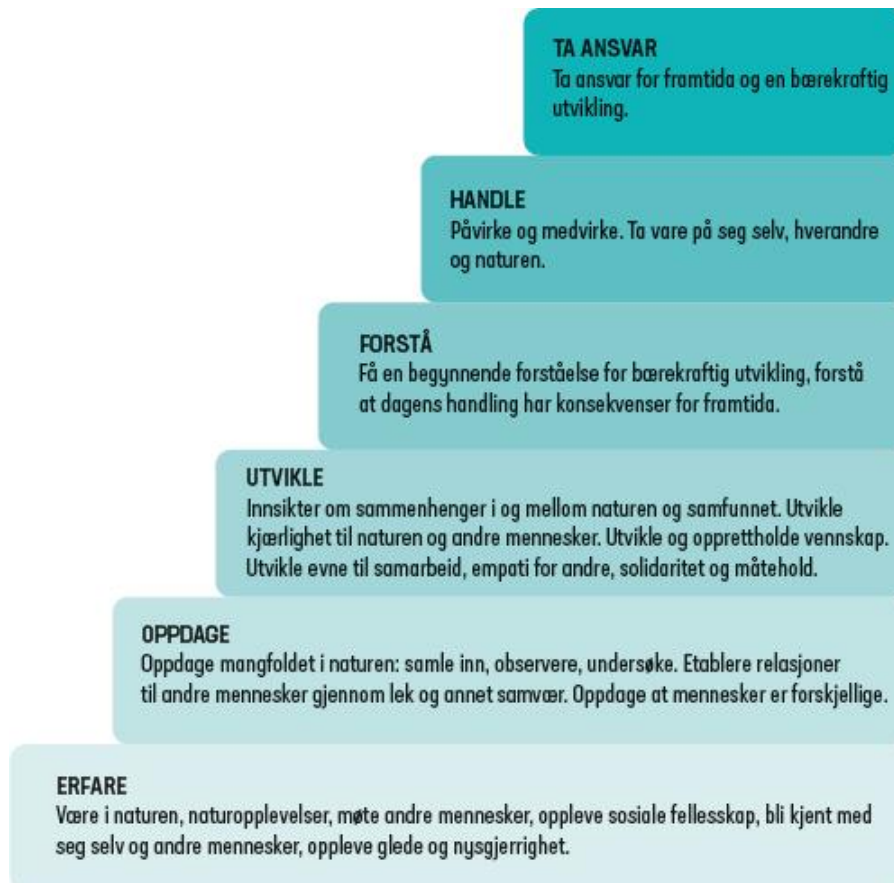 TA ANSVAR
Ta ansvar for framtida og en bærekraftig
utvikling.
HANDLE
Påvirke og medvirke. Ta vare på seg selv, hverandre
og naturen.
FORSTÅ
Få en begynnende forståelse for bærekraftig utvikling, forstå
at dagens handling har konsekvenser for framtida.
UTVIKLE
Innsikter om sammenhenger i og mellom naturen og samfunnet. Utvikle
kjærlighet til naturen og andre mennesker. Utvikle og opprettholde vennskap.
Utvikle evne til samarbeid, empati for andre, solidaritet og måtehold.
OPPDAGE
Oppdage mangfoldet i naturen: samle inn, observere, undersøke. Etablere relasjoner
til andre mennesker gjennom lek og annet samvær. Oppdage at mennesker er forskjellige.
ERFARE
Være i naturen, naturopplevelser, møte andre mennesker, oppleve sosiale fellesskap, bli kjent med
seg selv og andre mennesker, oppleve glede og nysgjerrighet.